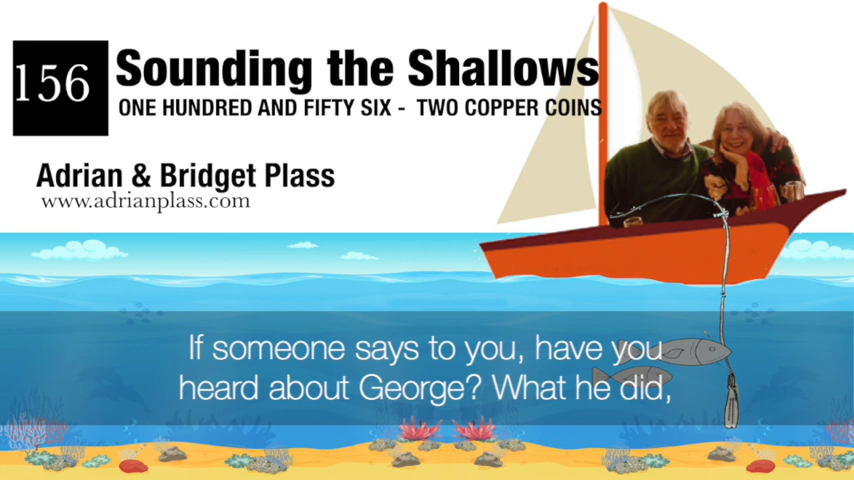 156
Sounding the Shallows
ONE HUNDRED AND FIFTY SIX - TWO COPPER COINS
Adrian & Bridget Plass
www.adrianplass.com
If someone says to you, have you
heard about George? What he did,